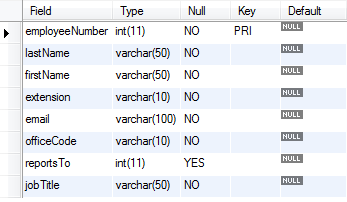 Field Type Null Key Default
employeeNumber int(11) NO PRI NULL
lastName varchar(50) NO NULL
firstName varchar(50) NO NULL
extension varchar(10) NO NULL
email varchar(100) NO NULL
officeCode varchar(10) NO NULL
reportsTo int(11) YES NULL
jobTitle varchar(50) NO NULL